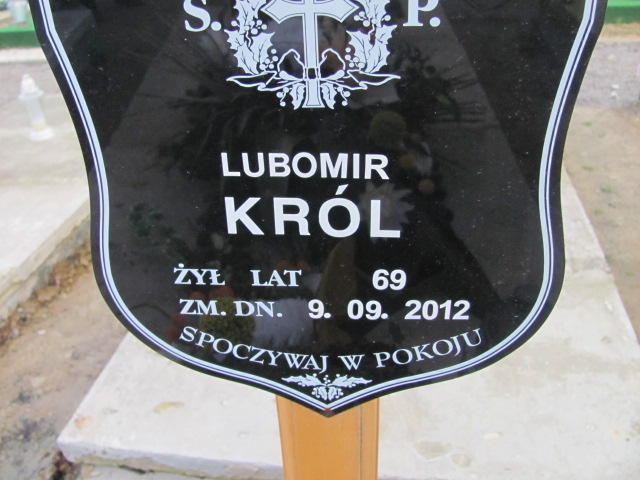 Ś. P.
LUBOMIR
KRÓL
ŻYŁ LAT 69
ZM. DN. 9. 09. 2012
SPOCZYWAJ W POKOJU